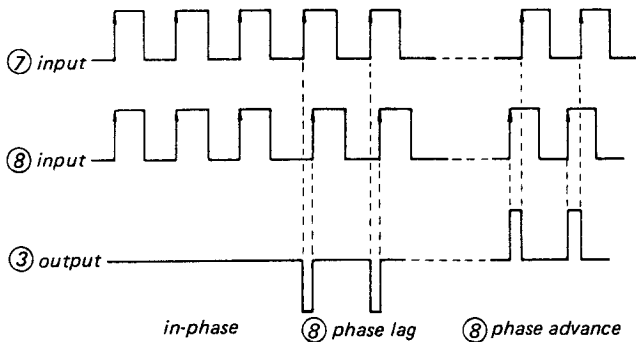 ⑦ input
⑧ input
③ output
in-phase ⑧ phase lag ⑧ phase advance